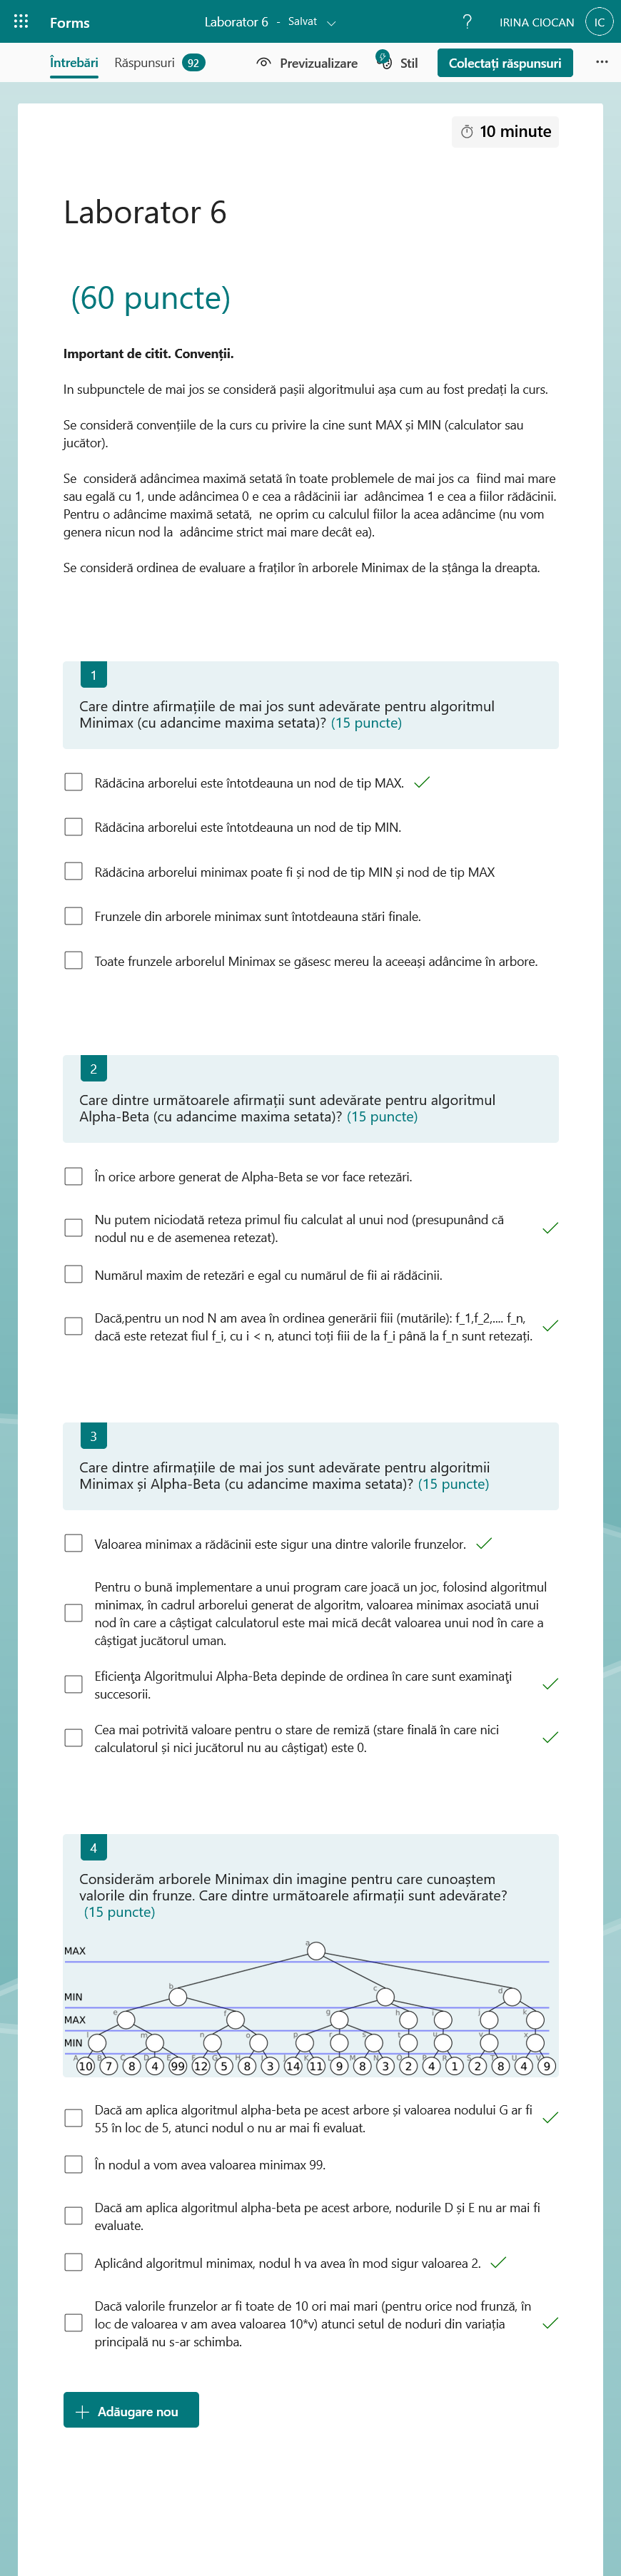 Forms
Laborator 6 - Salvat
?
IRINA CIOCAN
IC
Întrebări
Răspunsuri 92
Previzualizare
Stil
Colectați răspunsuri
10 minute
Laborator 6
(60 puncte)
Important de citit. Convenții.
In subpunctele de mai jos se consideră pașii algoritmului așa cum au fost predați la curs.
Se consideră convențiile de la curs cu privire la cine sunt MAX și MIN (calculator sau
jucător).
Se consideră adâncimea maximă setată în toate problemele de mai jos ca fiind mai mare
sau egală cu 1, unde adâncimea 0 e cea a rădăcinii iar adâncimea 1 e cea a fiilor rădăcinii.
Pentru o adâncime maximă setată, ne oprim cu calculul fiilor la acea adâncime (nu vom
genera nicun nod la adâncime strict mai mare decât ea).
Se consideră ordinea de evaluare a fraților în arborele Minimax de la sțânga la dreapta.
1
Care dintre afirmațiile de mai jos sunt adevărate pentru algoritmul
Minimax (cu adancime maxima setata)? (15 puncte)
Rădăcina arborelui este întotdeauna un nod de tip MAX.
Rădăcina arborelui este întotdeauna un nod de tip MIN.
Rădăcina arborelui minimax poate fi și nod de tip MIN și nod de tip MAX
Frunzele din arborele minimax sunt întotdeauna stări finale.
Toate frunzele arborelul Minimax se găsesc mereu la aceeași adâncime în arbore.
2
Care dintre următoarele afirmații sunt adevărate pentru algoritmul
Alpha-Beta (cu adancime maxima setata)? (15 puncte)
În orice arbore generat de Alpha-Beta se vor face retezări.
Nu putem niciodată reteza primul fiu calculat al unui nod (presupunând că
nodul nu e de asemenea retezat).
Numărul maxim de retezări e egal cu numărul de fii ai rădăcinii.
Dacă,pentru un nod N am avea în ordinea generării fiii (mutările): f_1,f_2,.... f_n,
dacă este retezat fiul f_i, cu i < n, atunci toți fiii de la f_i până la f_n sunt retezați.
3
Care dintre afirmațiile de mai jos sunt adevărate pentru algoritmii
Minimax și Alpha-Beta (cu adancime maxima setata)? (15 puncte)
Valoarea minimax a rădăcinii este sigur una dintre valorile frunzelor.
Pentru o bună implementare a unui program care joacă un joc, folosind algoritmul
minimax, în cadrul arborelui generat de algoritm, valoarea minimax asociată unui
nod în care a câștigat calculatorul este mai mică decât valoarea unui nod în care a
câștigat jucătorul uman.
Eficiența Algoritmului Alpha-Beta depinde de ordinea în care sunt examinați
succesorii.
Cea mai potrivită valoare pentru o stare de remiză (stare finală în care nici
calculatorul și nici jucătorul nu au câștigat) este 0.
4
Considerăm arborele Minimax din imagine pentru care cunoaștem
valorile din frunze. Care dintre următoarele afirmații sunt adevărate?
(15 puncte)
MAX a
MIN b c d
MAX e f g h i j k
MIN l m n o p r s t u v x
10 7 8 4 99 12 5 8 3 14 11 9 8 3 2 4 1 2 8 4 9
Dacă am aplica algoritmul alpha-beta pe acest arbore și valoarea nodului G ar fi
55 în loc de 5, atunci nodul o nu ar mai fi evaluat.
În nodul a vom avea valoarea minimax 99.
Dacă am aplica algoritmul alpha-beta pe acest arbore, nodurile D și E nu ar mai fi
evaluate.
Aplicând algoritmul minimax, nodul h va avea în mod sigur valoarea 2.
Dacă valorile frunzelor ar fi toate de 10 ori mai mari (pentru orice nod frunză, în
loc de valoarea v am avea valoarea 10*v) atunci setul de noduri din variația
principală nu s-ar schimba.
Adăugare nou